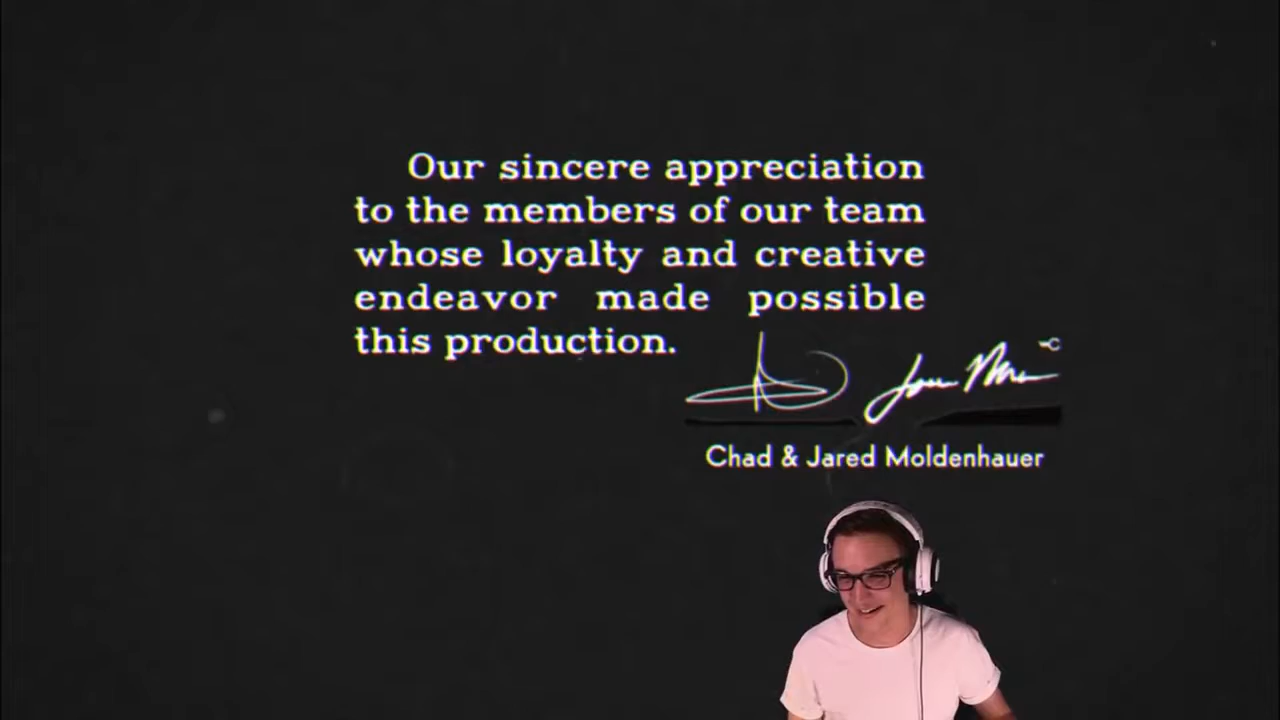 Our sincere appreciation
to the members of our team
whose loyalty and creative
endeavor made possible
this production.
Chad & Jared Moldenhauer